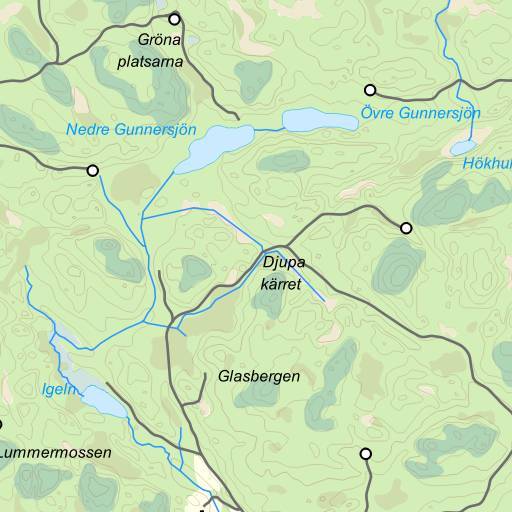 Gröna
platsarna
Övre Gunnersjön
Nedre Gunnersjön
Djupa
kärret
Glasbergen
Lummermossen